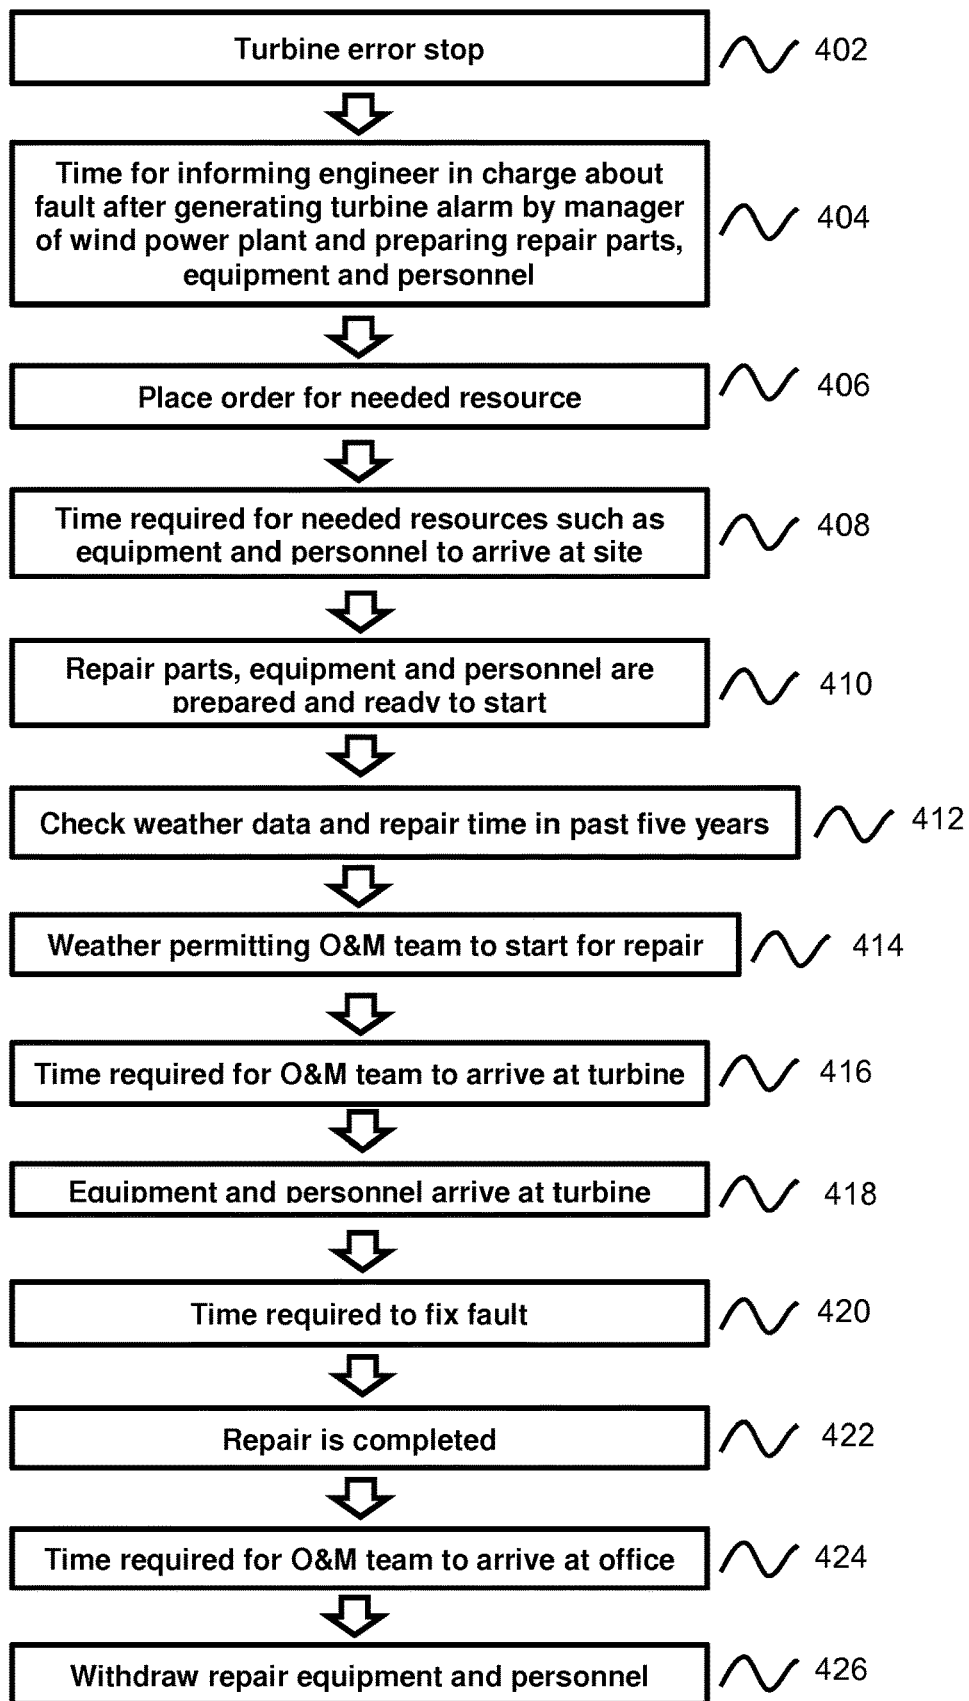 Turbine error stop
402
Time for informing engineer in charge about
fault after generating turbine alarm by manager
of wind power plant and preparing repair parts,
equipment and personnel
404
Place order for needed resource
406
Time required for needed resources such as
equipment and personnel to arrive at site
408
Repair parts, equipment and personnel are
prepared and ready to start
410
Check weather data and repair time in past five years
412
Weather permitting O&M team to start for repair
414
Time required for O&M team to arrive at turbine
416
Equipment and personnel arrive at turbine
418
Time required to fix fault
420
Repair is completed
422
Time required for O&M team to arrive at office
424
Withdraw repair equipment and personnel
426